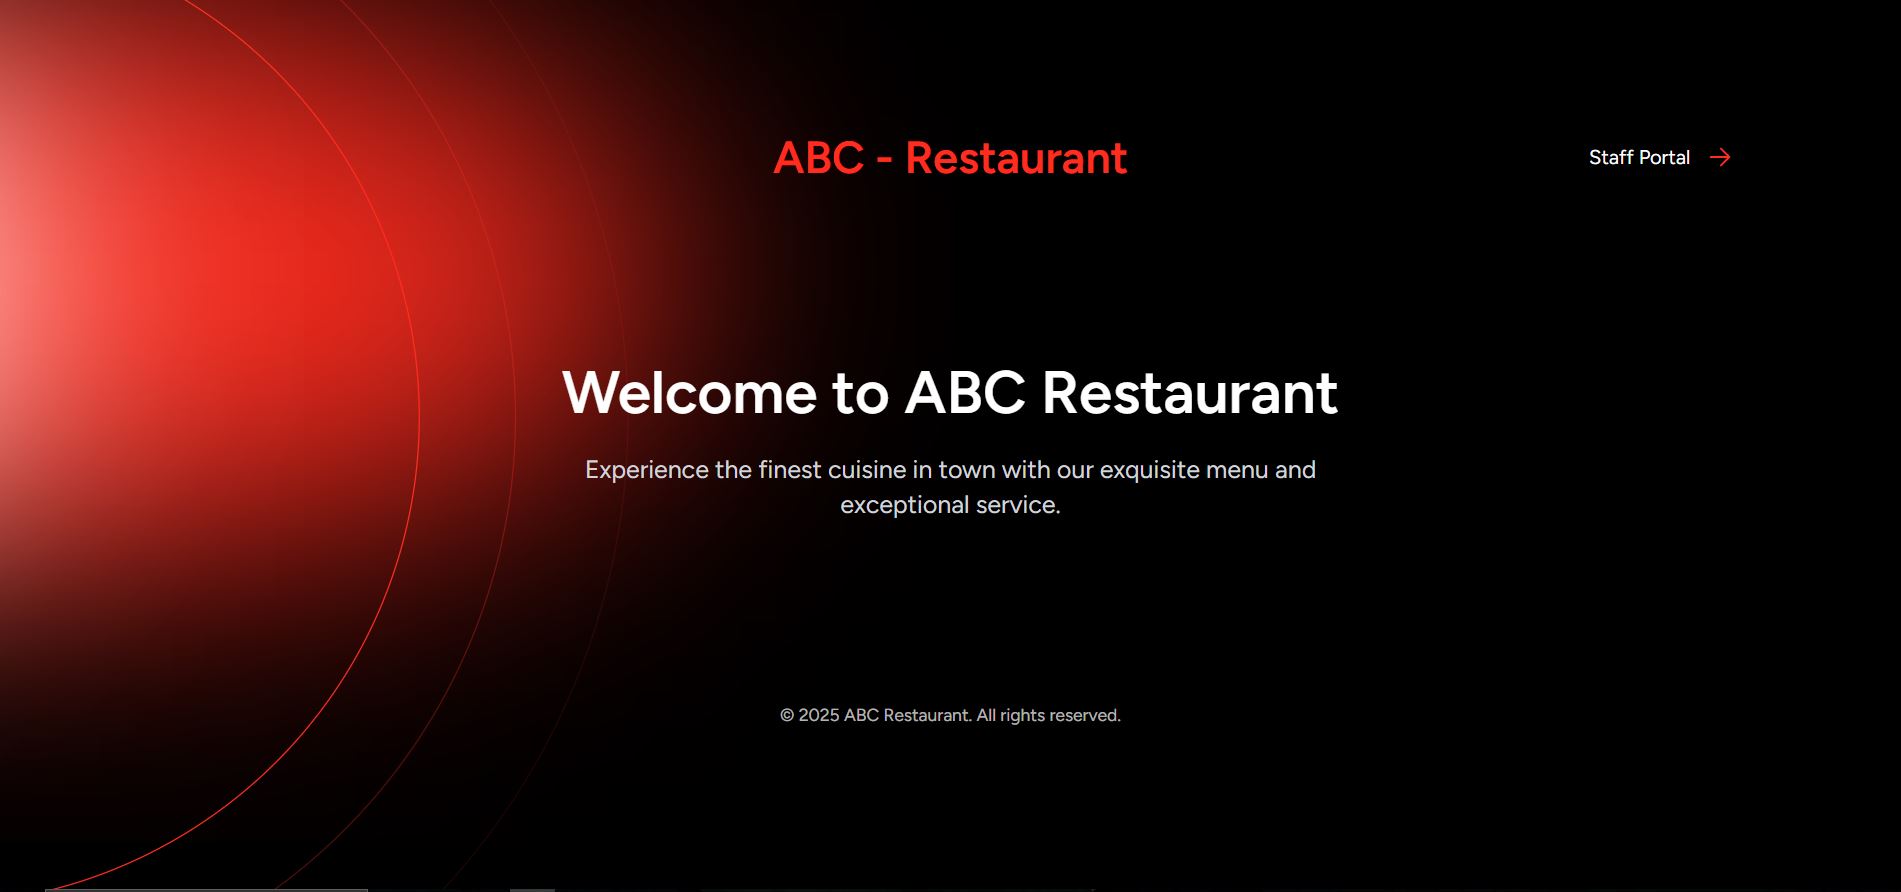 ABC - Restaurant
Staff Portal
Welcome to ABC Restaurant
Experience the finest cuisine in town with our exquisite menu and
exceptional service.
© 2025 ABC Restaurant. All rights reserved.